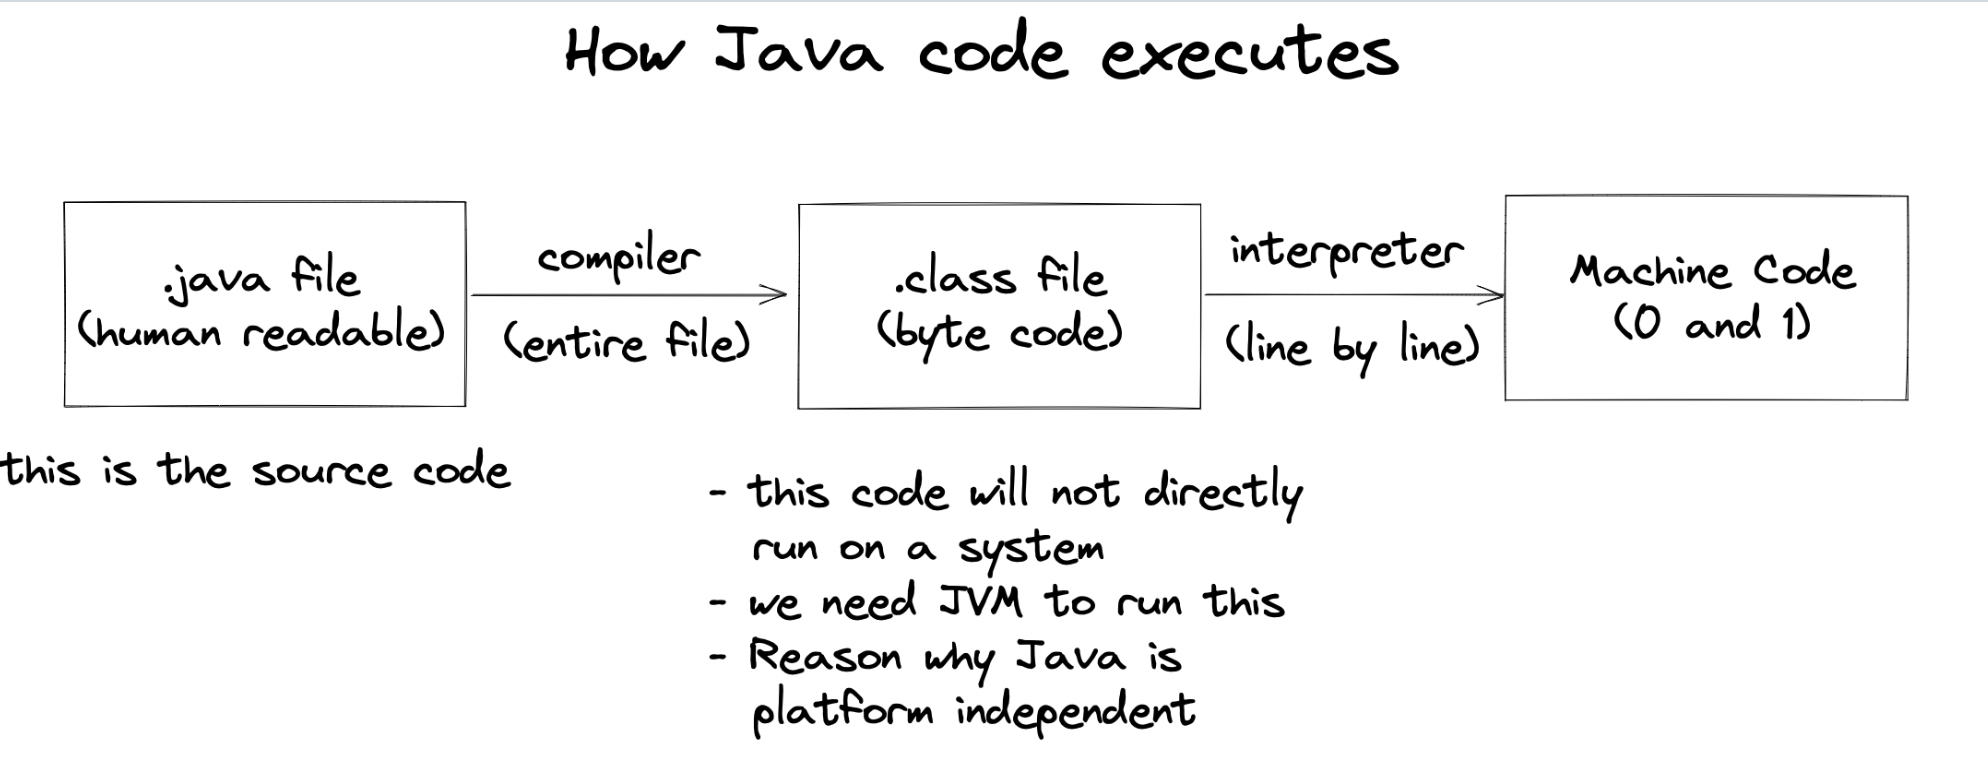 How Java code executes
.java file
(human readable)
compiler
(entire file)
.class file
(byte code)
interpreter
(line by line)
Machine Code
(0 and 1)
this is the source code
- this code will not directly
run on a system
- we need JVM to run this
- Reason why Java is
platform independent